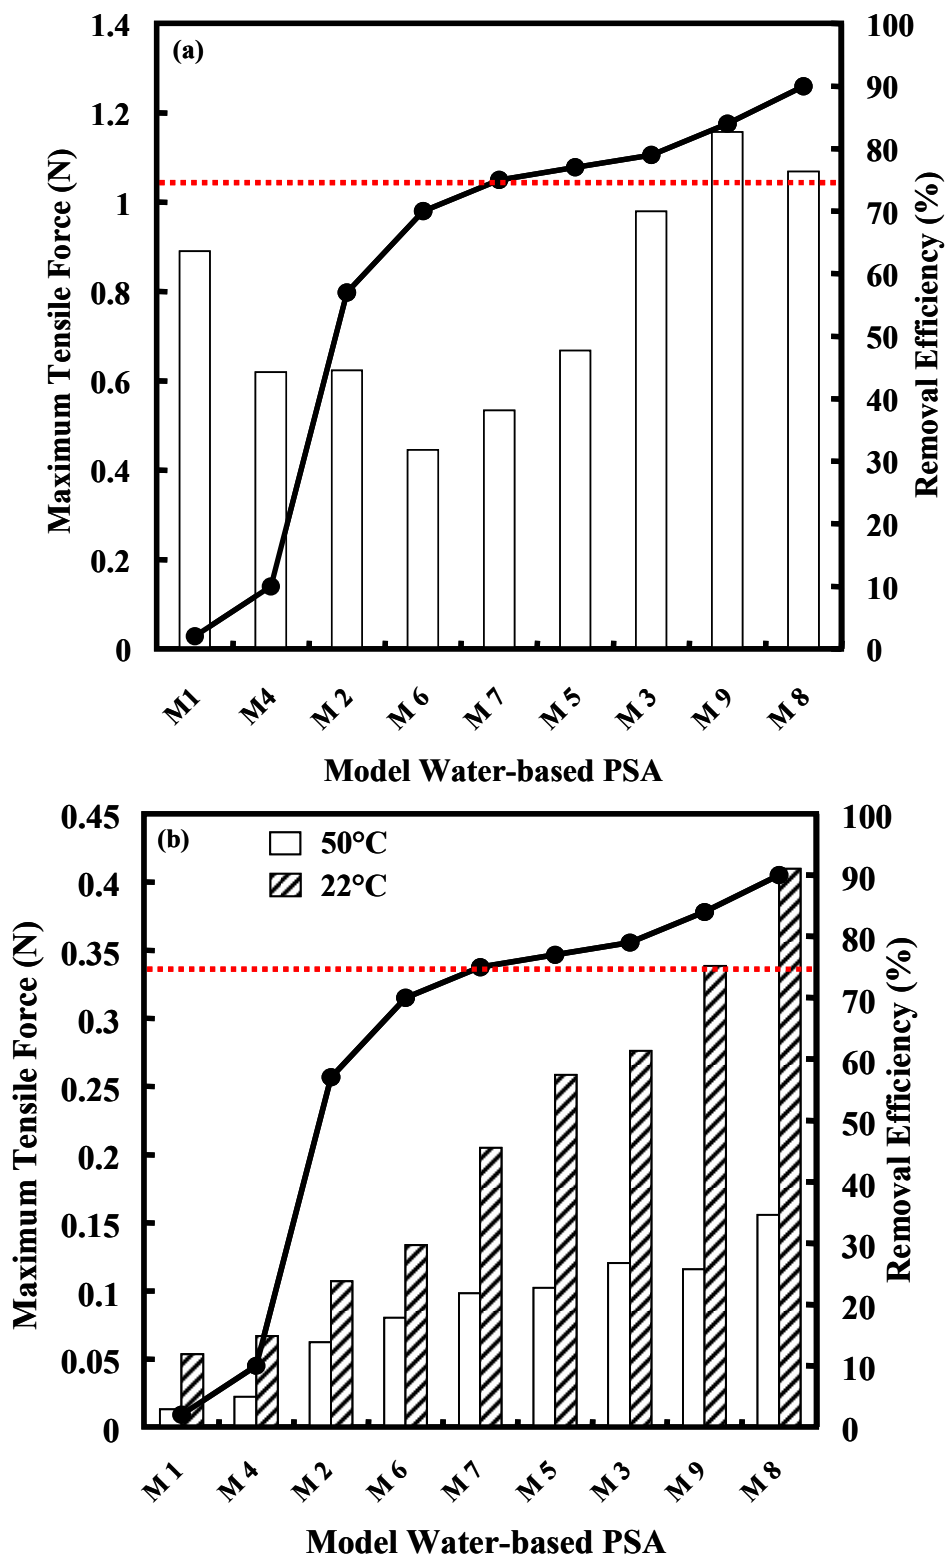 (a)
Maximum Tensile Force (N)
1.4
1.2
1
0.8
0.6
0.4
0.2
0
100
90
80
70
60
50
40
30
20
10
0
Removal Efficiency (%)
M1
M4
M 2
M 6
M 7
M 5
M 3
M 9
M 8
Model Water-based PSA
(b)
50°C
22°C
Maximum Tensile Force (N)
0.45
0.4
0.35
0.3
0.25
0.2
0.15
0.1
0.05
0
100
90
80
70
60
50
40
30
20
10
0
Removal Efficiency (%)
M 1
M 4
M 2
M 6
M 7
M 5
M 3
M 9
M 8
Model Water-based PSA